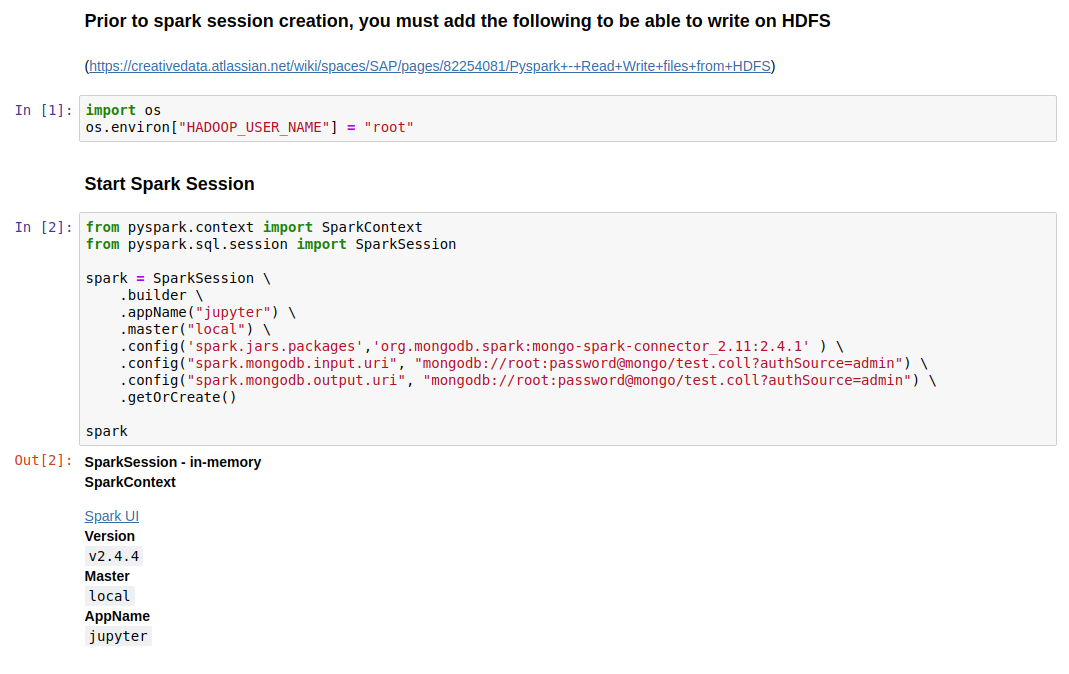 Prior to spark session creation, you must add the following to be able to write on HDFS
(https://creativedata.atlassian.net/wiki/spaces/SAP/pages/82254081/Pyspark+-+Read+Write+files+from+HDFS)
In [1]: import os
os.environ["HADOOP_USER_NAME"] = "root"
Start Spark Session
In [2]: from pyspark.context import SparkContext
from pyspark.sql.session import SparkSession
spark = SparkSession \
    .builder \
    .appName("jupyter") \
    .master("local") \
    .config('spark.jars.packages','org.mongodb.spark:mongo-spark-connector_2.11:2.4.1' ) \
    .config("spark.mongodb.input.uri", "mongodb://root:password@mongo/test.coll?authSource=admin") \
    .config("spark.mongodb.output.uri", "mongodb://root:password@mongo/test.coll?authSource=admin") \
    .getOrCreate()
spark
Out[2]: SparkSession - in-memory
SparkContext
Spark UI
Version
v2.4.4
Master
local
AppName
jupyter